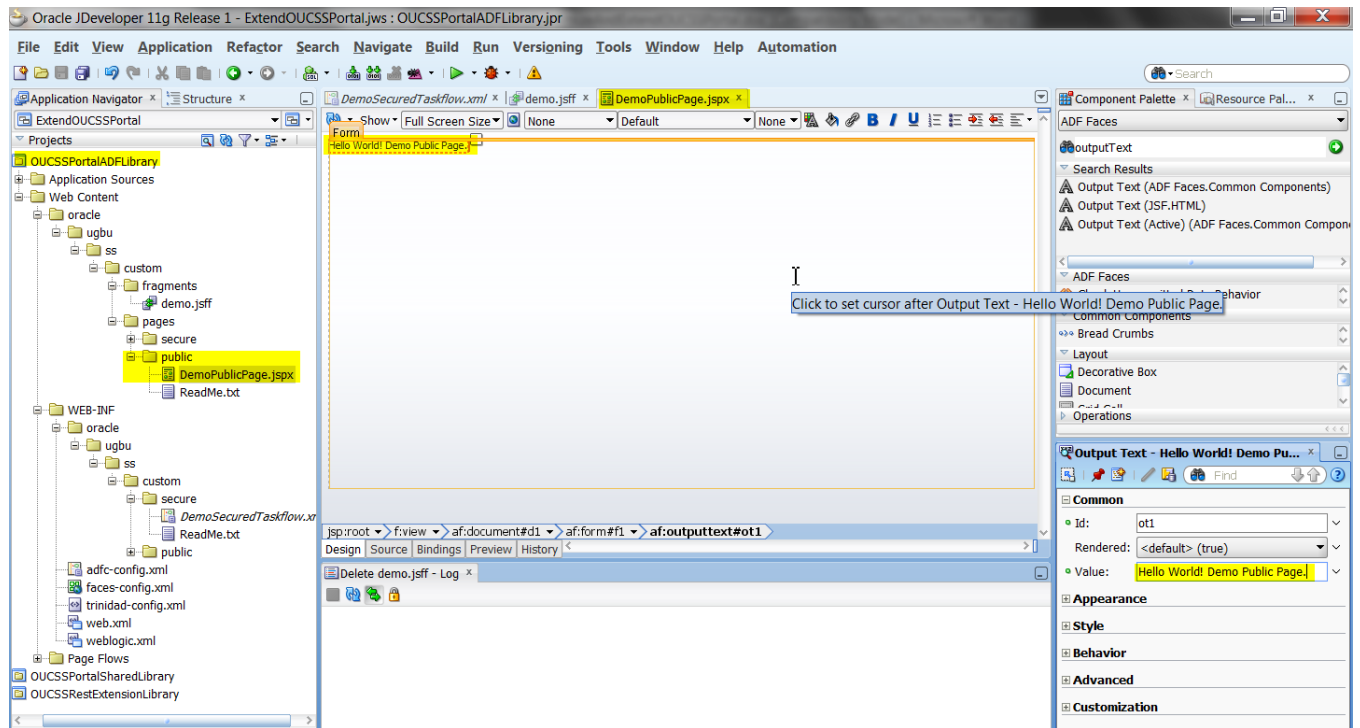 Oracle JDeveloper 11g Release 1 - ExtendOUCSSPortal.jws : OUCSSPortalADFLibrary.jpr
File Edit View Application Refactor Search Navigate Build Run Versioning Tools Window Help Automation
Search
Application Navigator
Structure
ExtendOUCSSPortal
Projects
OUCSSPortalADFLibrary
Application Sources
Web Content
oracle
ugbu
ss
custom
fragments
demo.jsff
pages
secure
public
DemoPublicPage.jspx
ReadMe.txt
WEB-INF
oracle
ugbu
ss
custom
secure
DemoSecuredTaskflow.xm
ReadMe.txt
public
adfc-config.xml
faces-config.xml
trinidad-config.xml
web.xml
weblogic.xml
Page Flows
OUCSSPortalSharedLibrary
OUCSSRestExtensionLibrary
DemoSecuredTaskflow.xml
demo.jsff
DemoPublicPage.jspx
Show Full Screen Size None Default None B I U
Form
Hello World! Demo Public Page.
Click to set cursor after Output Text - Hello World! Demo Public Page.
jsp:root f:view af:document#d1 af:form#f1 af:outputtext#ot1
Design Source Bindings Preview History
Delete demo.jsff - Log
Component Palette
Resource Pal...
ADF Faces
outputText
Search Results
Output Text (ADF Faces.Common Components)
Output Text (JSF.HTML)
Output Text (Active) (ADF Faces.Common Compon
ADF Faces
Behavior
Common Components
Bread Crumbs
Layout
Decorative Box
Document
Operations
Output Text - Hello World! Demo Pu...
Find
Common
Id: ot1
Rendered: <default> (true)
Value: Hello World! Demo Public Page.
Appearance
Style
Behavior
Advanced
Customization